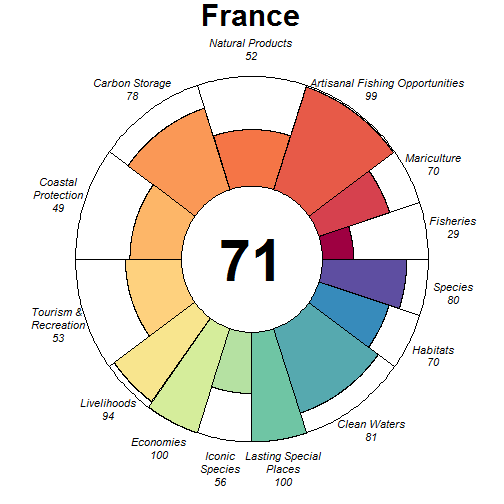 France
Natural Products
52
Carbon Storage
78
Artisanal Fishing Opportunities
99
Mariculture
70
Coastal
Protection
49
Fisheries
29
71
Species
80
Tourism &
Recreation
53
Habitats
70
Livelihoods
94
Clean Waters
81
Economies
100
Iconic
Species
56
Lasting Special
Places
100